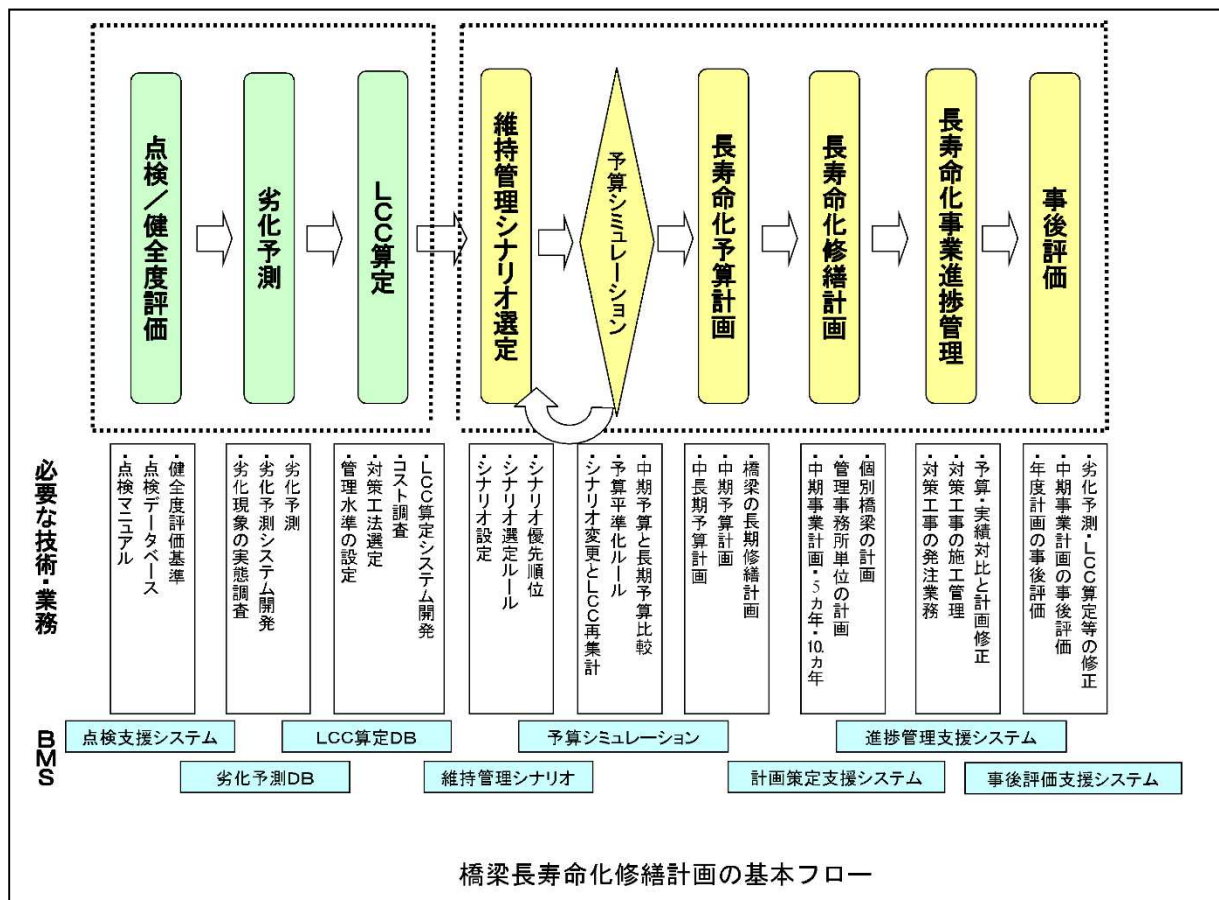 点検／健全度評価
劣化予測
LCC算定
維持管理シナリオ選定
予算シミュレーション
長寿命化予算計画
長寿命化修繕計画
長寿命化事業進捗管理
事後評価
必要な技術・業務
・健全度評価基準
・点検データベース
・点検マニュアル
・劣化予測
・劣化予測システム開発
・劣化現象の実態調査
・LCC算定システム開発
・コスト調査
・対策工法選定
・管理水準の設定
・シナリオ優先順位
・シナリオ選定ルール
・シナリオ設定
・中期予算と長期予算比較
・予算平準化ルール
・シナリオ変更とLCC再集計
・橋梁の長期修繕計画
・中期予算計画
・中長期予算計画
・個別橋梁の計画
・管理事務所単位の計画
・中期事業計画・5カ年・10カ年
・予算・実績対比と計画修正
・対策工事の施工管理
・対策工事の発注業務
・劣化予測・LCC算定等の修正
・中期事業計画の事後評価
・年度計画の事後評価
BMS
点検支援システム
劣化予測DB
LCC算定DB
維持管理シナリオ
予算シミュレーション
計画策定支援システム
進捗管理支援システム
事後評価支援システム
橋梁長寿命化修繕計画の基本フロー